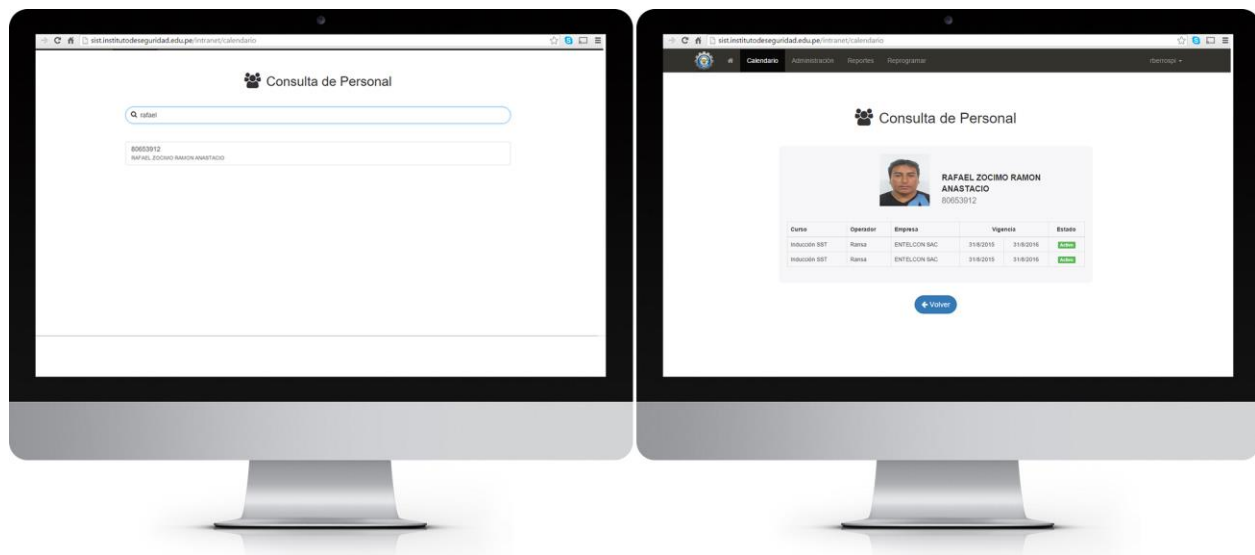 sist.institutodeseguridad.edu.pe/intranet/calendario
Consulta de Personal
rafael
80653912
RAFAEL ZOCIMO RAMON ANASTACIO
sist.institutodeseguridad.edu.pe/intranet/calendario
Calendario Administración Reportes Reprogramar rberrospi
Consulta de Personal
RAFAEL ZOCIMO RAMON
ANASTACIO
80653912
Curso Operador Empresa Vigencia Estado
Inducción SST Ransa ENTELCON SAC 31/8/2015 31/8/2016 Activo
Inducción SST Ransa ENTELCON SAC 31/8/2015 31/8/2016 Activo
Volver